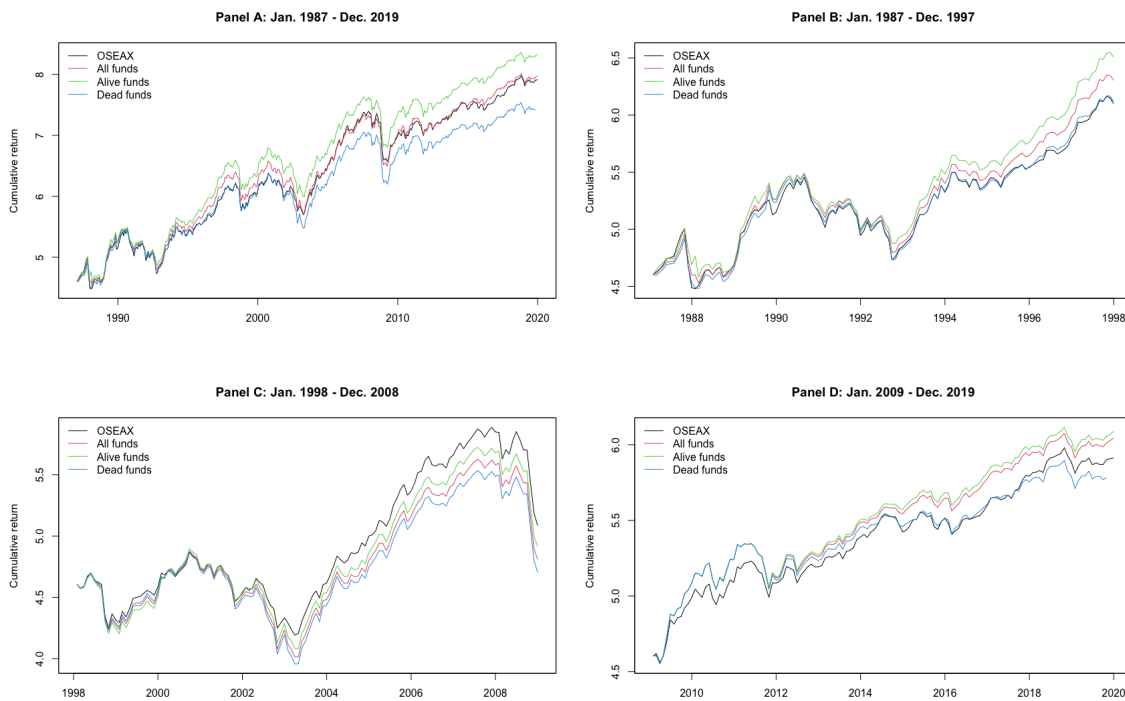 Panel A: Jan. 1987 - Dec. 2019
OSEAX
All funds
Alive funds
Dead funds
Cumulative return
8
7
6
5
1990
2000
2010
2020
Panel B: Jan. 1987 - Dec. 1997
OSEAX
All funds
Alive funds
Dead funds
Cumulative return
6.5
6.0
5.5
5.0
4.5
1988
1990
1992
1994
1996
1998
Panel C: Jan. 1998 - Dec. 2008
OSEAX
All funds
Alive funds
Dead funds
Cumulative return
5.5
5.0
4.5
4.0
1998
2000
2002
2004
2006
2008
Panel D: Jan. 2009 - Dec. 2019
OSEAX
All funds
Alive funds
Dead funds
Cumulative return
6.0
5.5
5.0
4.5
2010
2012
2014
2016
2018
2020